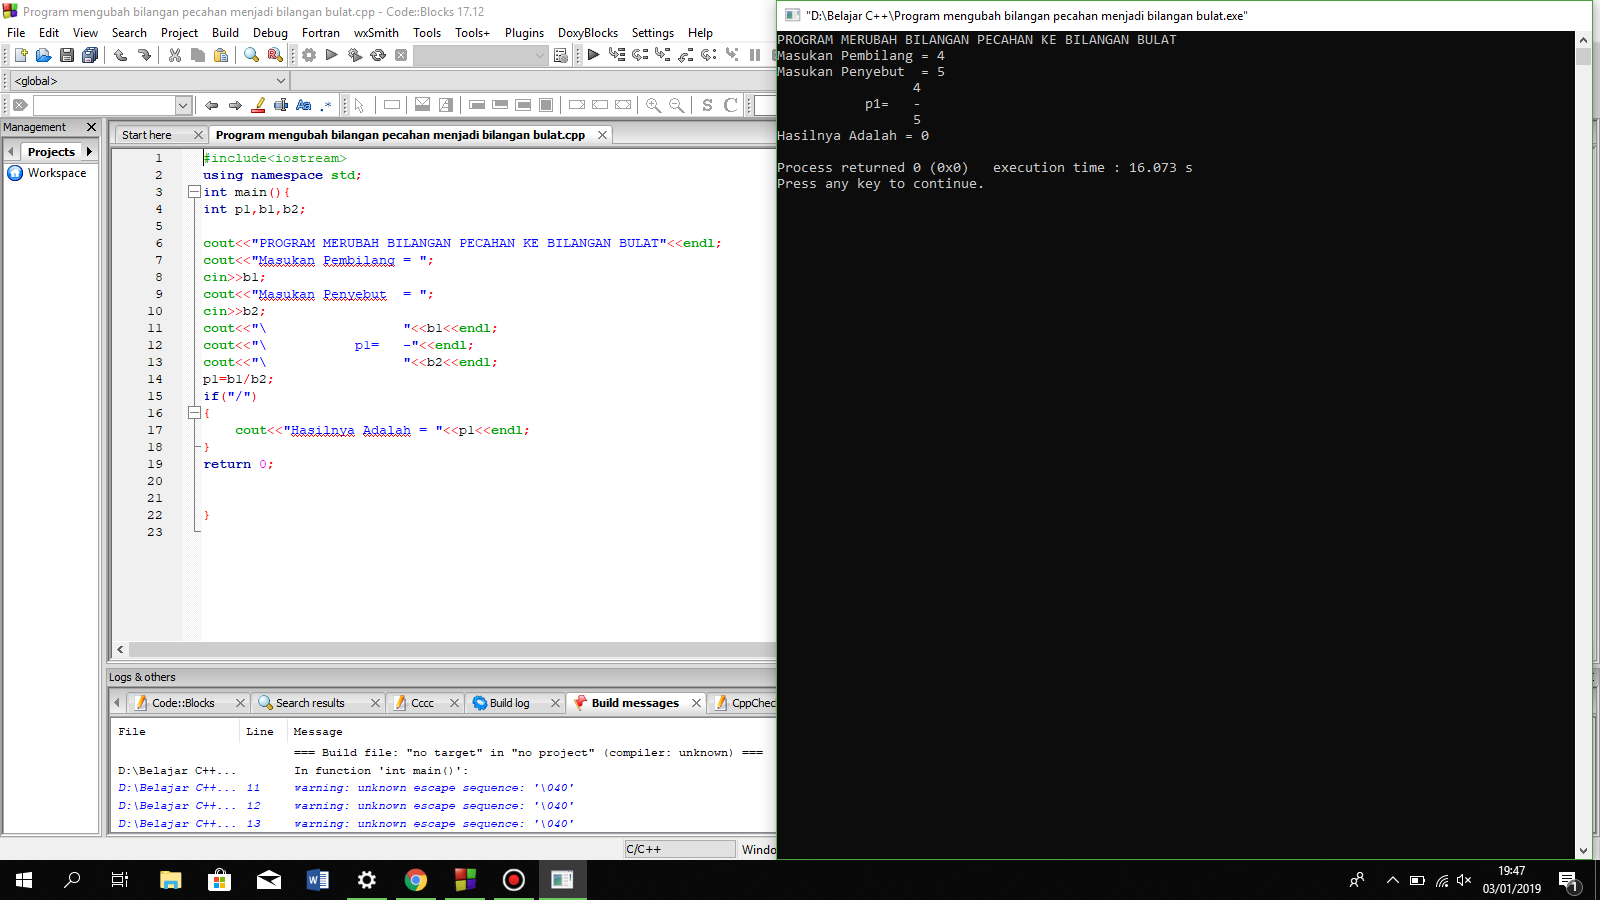 Program mengubah bilangan pecahan menjadi bilangan bulat.cpp - Code::Blocks 17.12
File Edit View Search Project Build Debug Fortran wxSmith Tools Tools+ Plugins DoxyBlocks Settings Help
<global>
Aa .* S C
Management
Projects
Workspace
Start here Program mengubah bilangan pecahan menjadi bilangan bulat.cpp
1 #include<iostream>
2 using namespace std;
3 int main(){
4 int p1,b1,b2;
5
6 cout<<"PROGRAM MERUBAH BILANGAN PECAHAN KE BILANGAN BULAT"<<endl;
7 cout<<"Masukan Pembilang = ";
8 cin>>b1;
9 cout<<"Masukan Penyebut  = ";
10 cin>>b2;
11 cout<<"\                 "<<b1<<endl;
12 cout<<"\           p1=   -"<<endl;
13 cout<<"\                 "<<b2<<endl;
14 p1=b1/b2;
15 if("/")
16 {
17     cout<<"Hasilnya Adalah = "<<p1<<endl;
18 }
19 return 0;
20
21
22 }
23
Logs & others
Code::Blocks Search results Cccc Build log Build messages CppChec
File Line Message
=== Build file: "no target" in "no project" (compiler: unknown) ===
D:\Belajar C++... In function 'int main()':
D:\Belajar C++... 11 warning: unknown escape sequence: '\040'
D:\Belajar C++... 12 warning: unknown escape sequence: '\040'
D:\Belajar C++... 13 warning: unknown escape sequence: '\040'
C/C++ Windo
"D:\Belajar C++\Program mengubah bilangan pecahan menjadi bilangan bulat.exe"
PROGRAM MERUBAH BILANGAN PECAHAN KE BILANGAN BULAT
Masukan Pembilang = 4
Masukan Penyebut  = 5
4
p1=   -
5
Hasilnya Adalah = 0
Process returned 0 (0x0)   execution time : 16.073 s
Press any key to continue.
19:47
03/01/2019
1